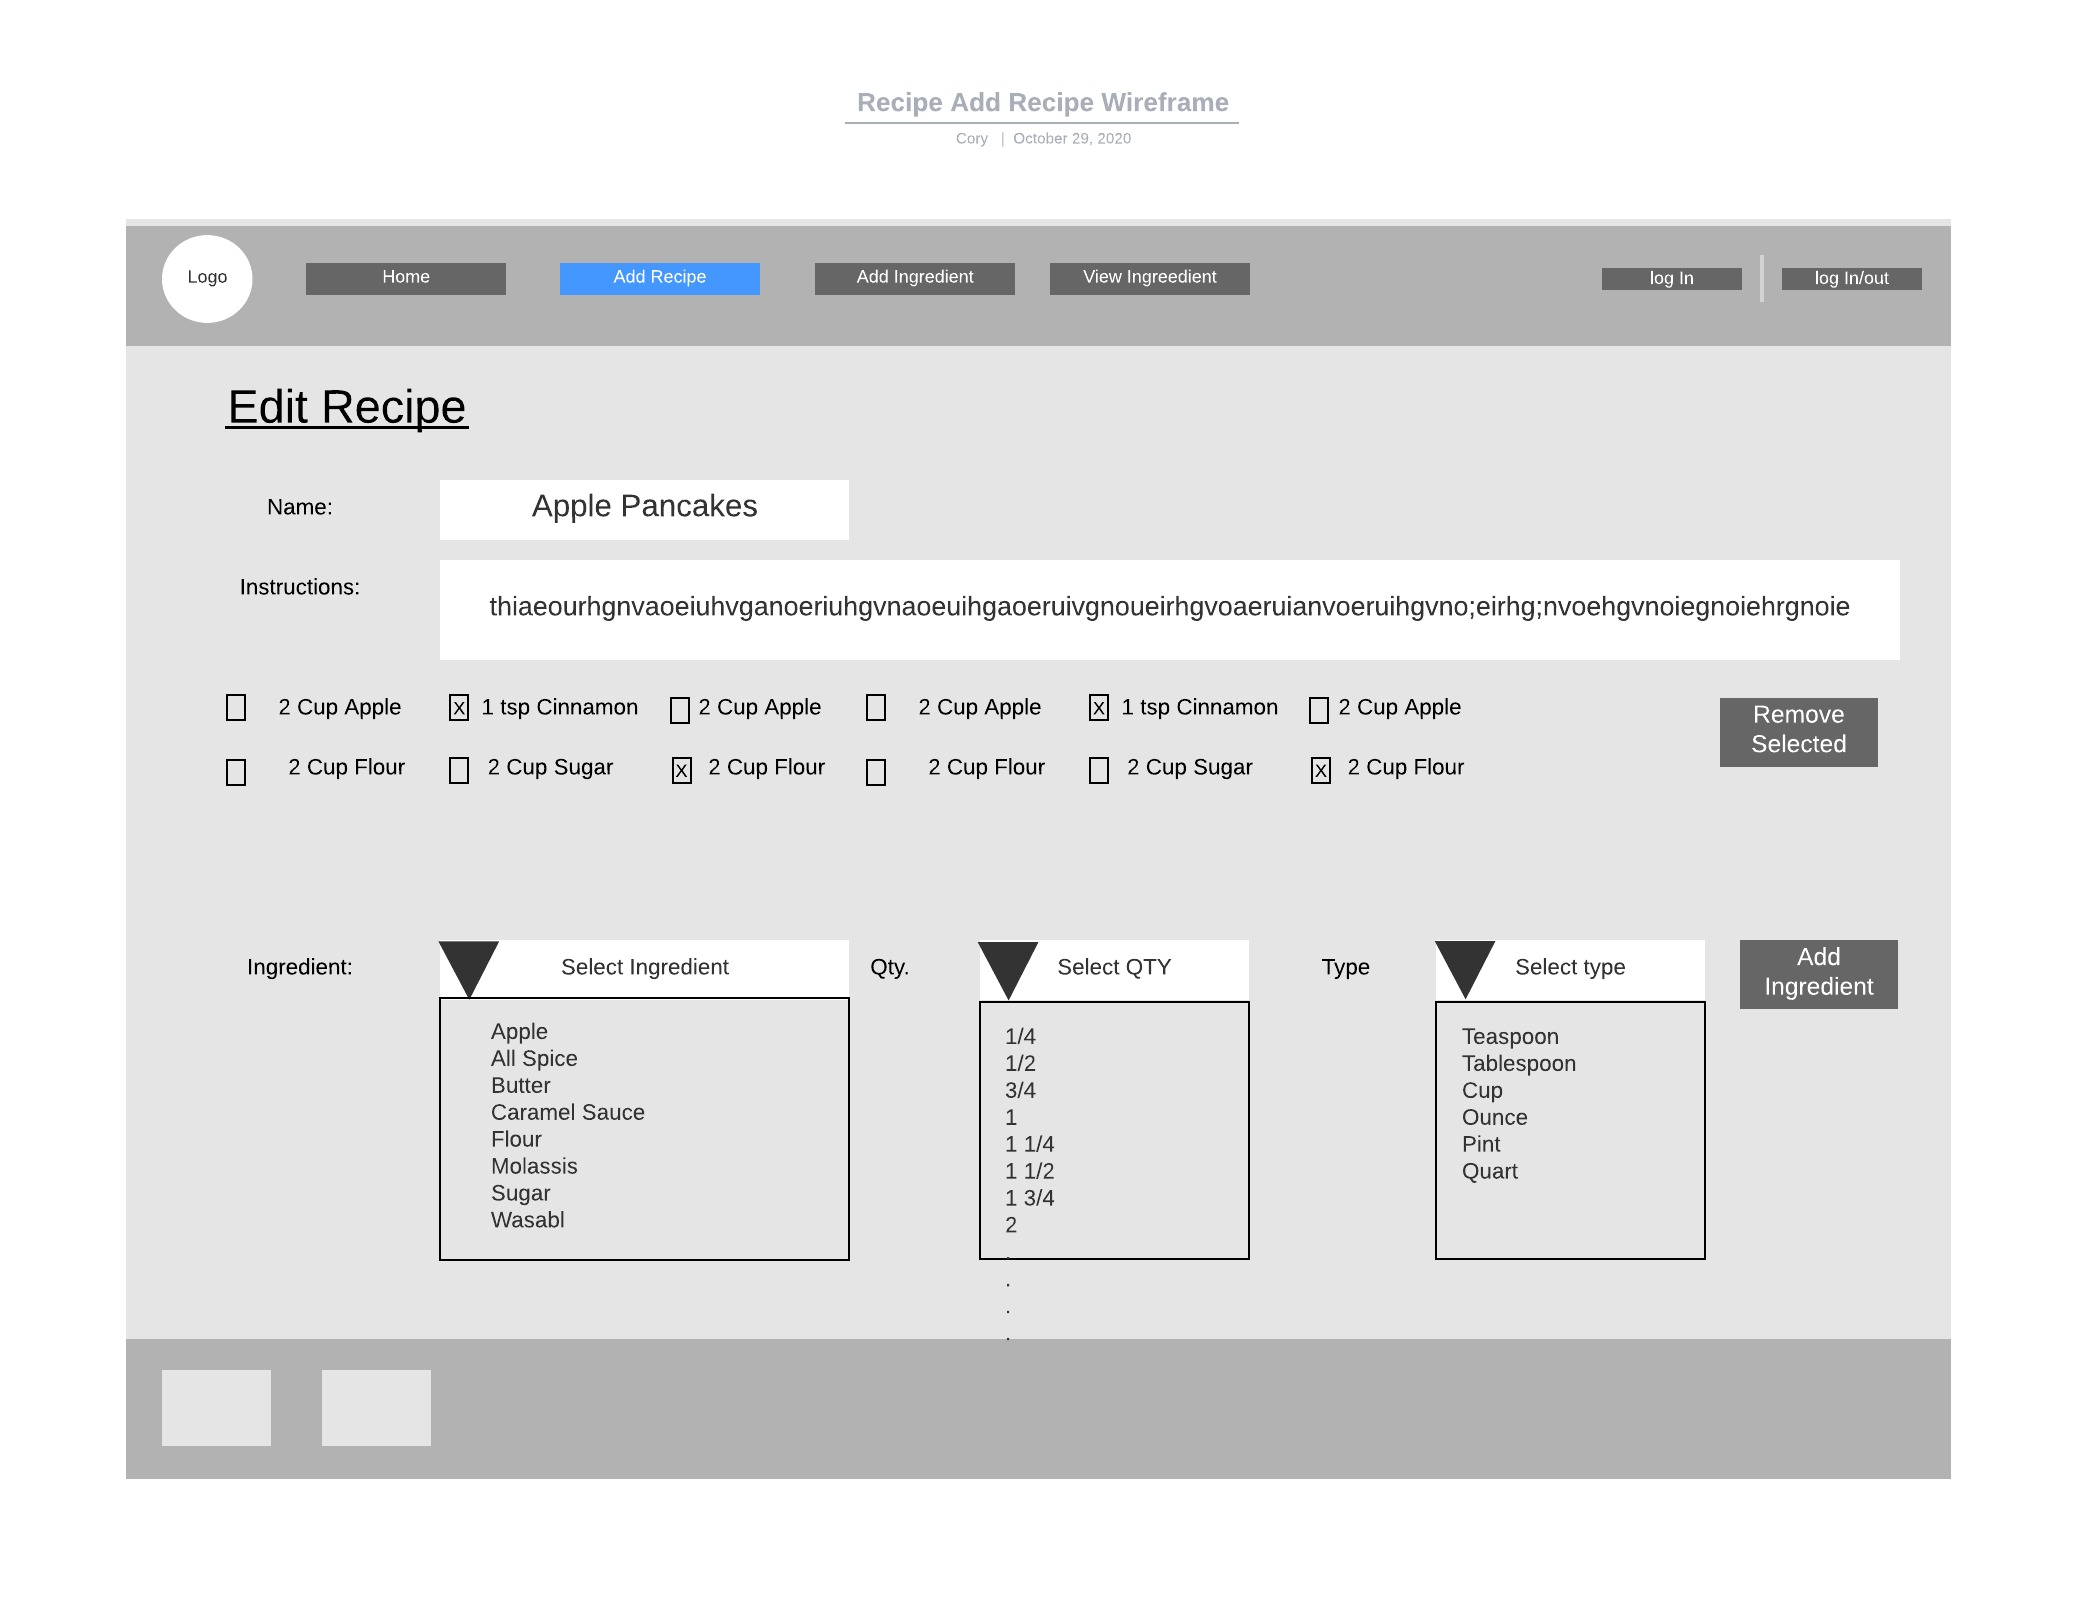 Recipe Add Recipe Wireframe
Cory | October 29, 2020
Logo
Home
Add Recipe
Add Ingredient
View Ingreedient
log In
log In/out
Edit Recipe
Name:
Apple Pancakes
Instructions:
thiaeourhgnvaoeiuhvganoeriuhgvnaoeuihgaoeruivgnoueirhgvoaeruianvoeruihgvno;eirhg;nvoehgvnoiegnoiehrgnoie
2 Cup Apple
X 1 tsp Cinnamon
2 Cup Apple
2 Cup Apple
X 1 tsp Cinnamon
2 Cup Apple
Remove
Selected
2 Cup Flour
2 Cup Sugar
X 2 Cup Flour
2 Cup Flour
2 Cup Sugar
X 2 Cup Flour
Ingredient:
Select Ingredient
Qty.
Select QTY
Type
Select type
Add
Ingredient
Apple
All Spice
Butter
Caramel Sauce
Flour
Molassis
Sugar
Wasabl
1/4
1/2
3/4
1
1 1/4
1 1/2
1 3/4
2
.
.
.
.
Teaspoon
Tablespoon
Cup
Ounce
Pint
Quart